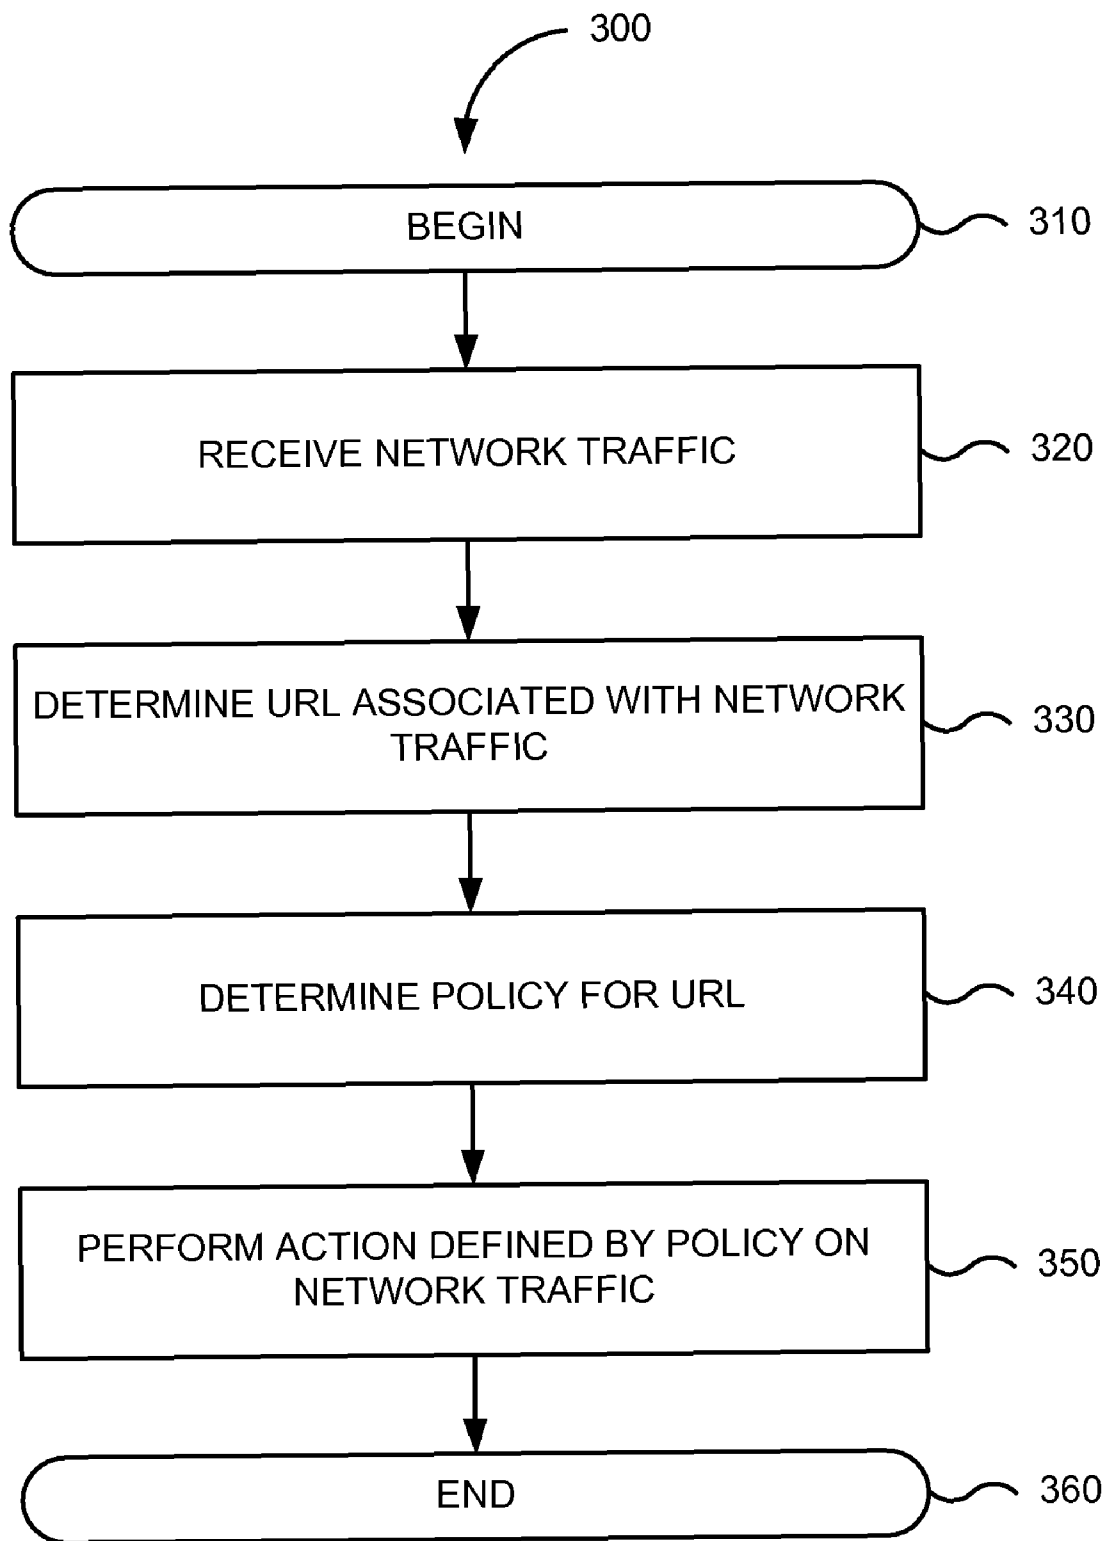 300
BEGIN
310
RECEIVE NETWORK TRAFFIC
320
DETERMINE URL ASSOCIATED WITH NETWORK
TRAFFIC
330
DETERMINE POLICY FOR URL
340
PERFORM ACTION DEFINED BY POLICY ON
NETWORK TRAFFIC
350
END
360